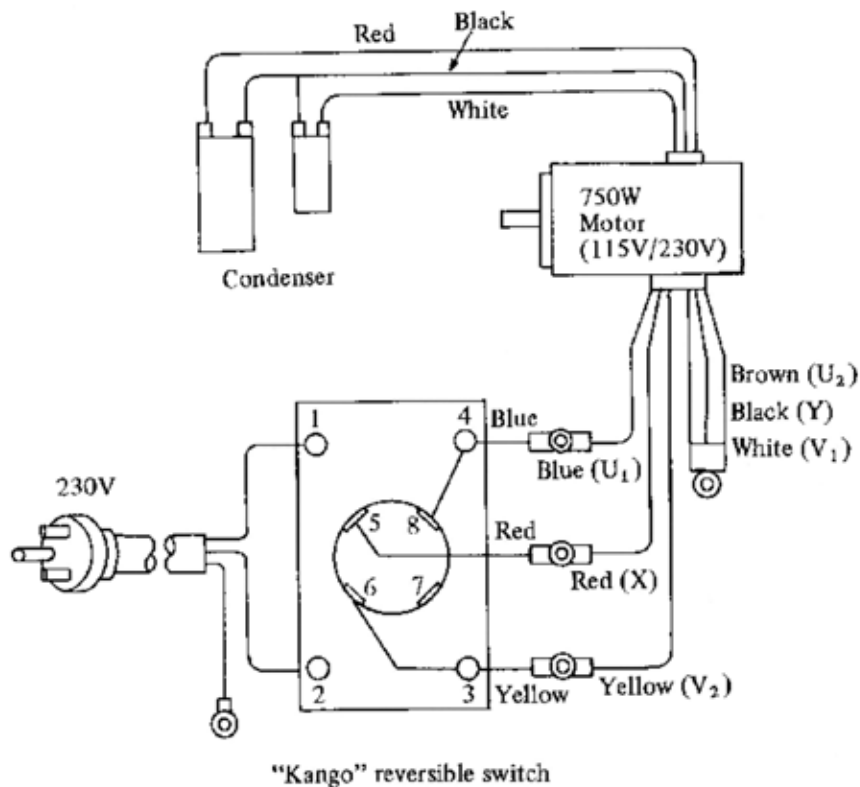 Red
Black
White
Condenser
750W
Motor
(115V/230V)
Brown (U₂)
Black (Y)
White (V₁)
1
4
Blue
Blue (U₁)
230V
5
8
Red
Red (X)
6
7
2
3
Yellow
Yellow (V₂)
"Kango" reversible switch